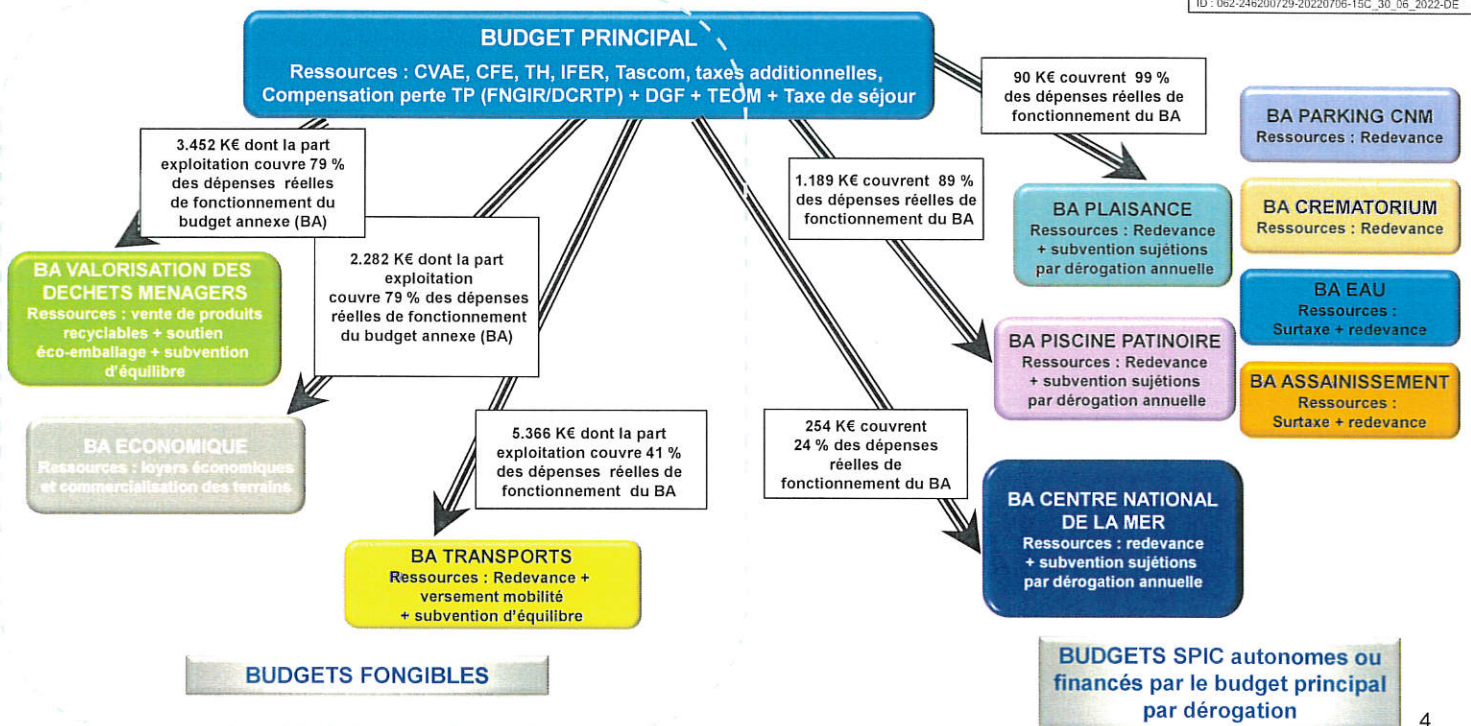 ID : 062-246200729-20220706-15C_30_06_2022-DE
BUDGET PRINCIPAL
Ressources : CVAE, CFE, TH, IFER, Tascom, taxes additionnelles,
Compensation perte TP (FNGIR/DCRTP) + DGF + TEOM + Taxe de séjour
3.452 K€ dont la part
exploitation couvre 79 %
des dépenses réelles
de fonctionnement du
budget annexe (BA)
2.282 K€ dont la part
exploitation
couvre 79 % des dépenses
réelles de fonctionnement
du budget annexe (BA)
5.366 K€ dont la part
exploitation couvre 41 %
des dépenses réelles de
fonctionnement du BA
90 K€ couvrent 99 %
des dépenses réelles de
fonctionnement du BA
1.189 K€ couvrent 89 %
des dépenses réelles de
fonctionnement du BA
254 K€ couvrent
24 % des dépenses
réelles de
fonctionnement du BA
BA VALORISATION DES
DECHETS MENAGERS
Ressources : vente de produits
recyclables + soutien
éco-emballage + subvention
d'équilibre
BA ECONOMIQUE
Ressources : loyers économiques
et commercialisation des terrains
BA TRANSPORTS
Ressources : Redevance +
versement mobilité
+ subvention d'équilibre
BUDGETS FONGIBLES
BA PLAISANCE
Ressources : Redevance
+ subvention sujétions
par dérogation annuelle
BA PISCINE PATINOIRE
Ressources : Redevance
+ subvention sujétions
par dérogation annuelle
BA CENTRE NATIONAL
DE LA MER
Ressources : redevance
+ subvention sujétions
par dérogation annuelle
BA PARKING CNM
Ressources : Redevance
BA CREMATORIUM
Ressources : Redevance
BA EAU
Ressources :
Surtaxe + redevance
BA ASSAINISSEMENT
Ressources :
Surtaxe + redevance
BUDGETS SPIC autonomes ou
financés par le budget principal
par dérogation
4